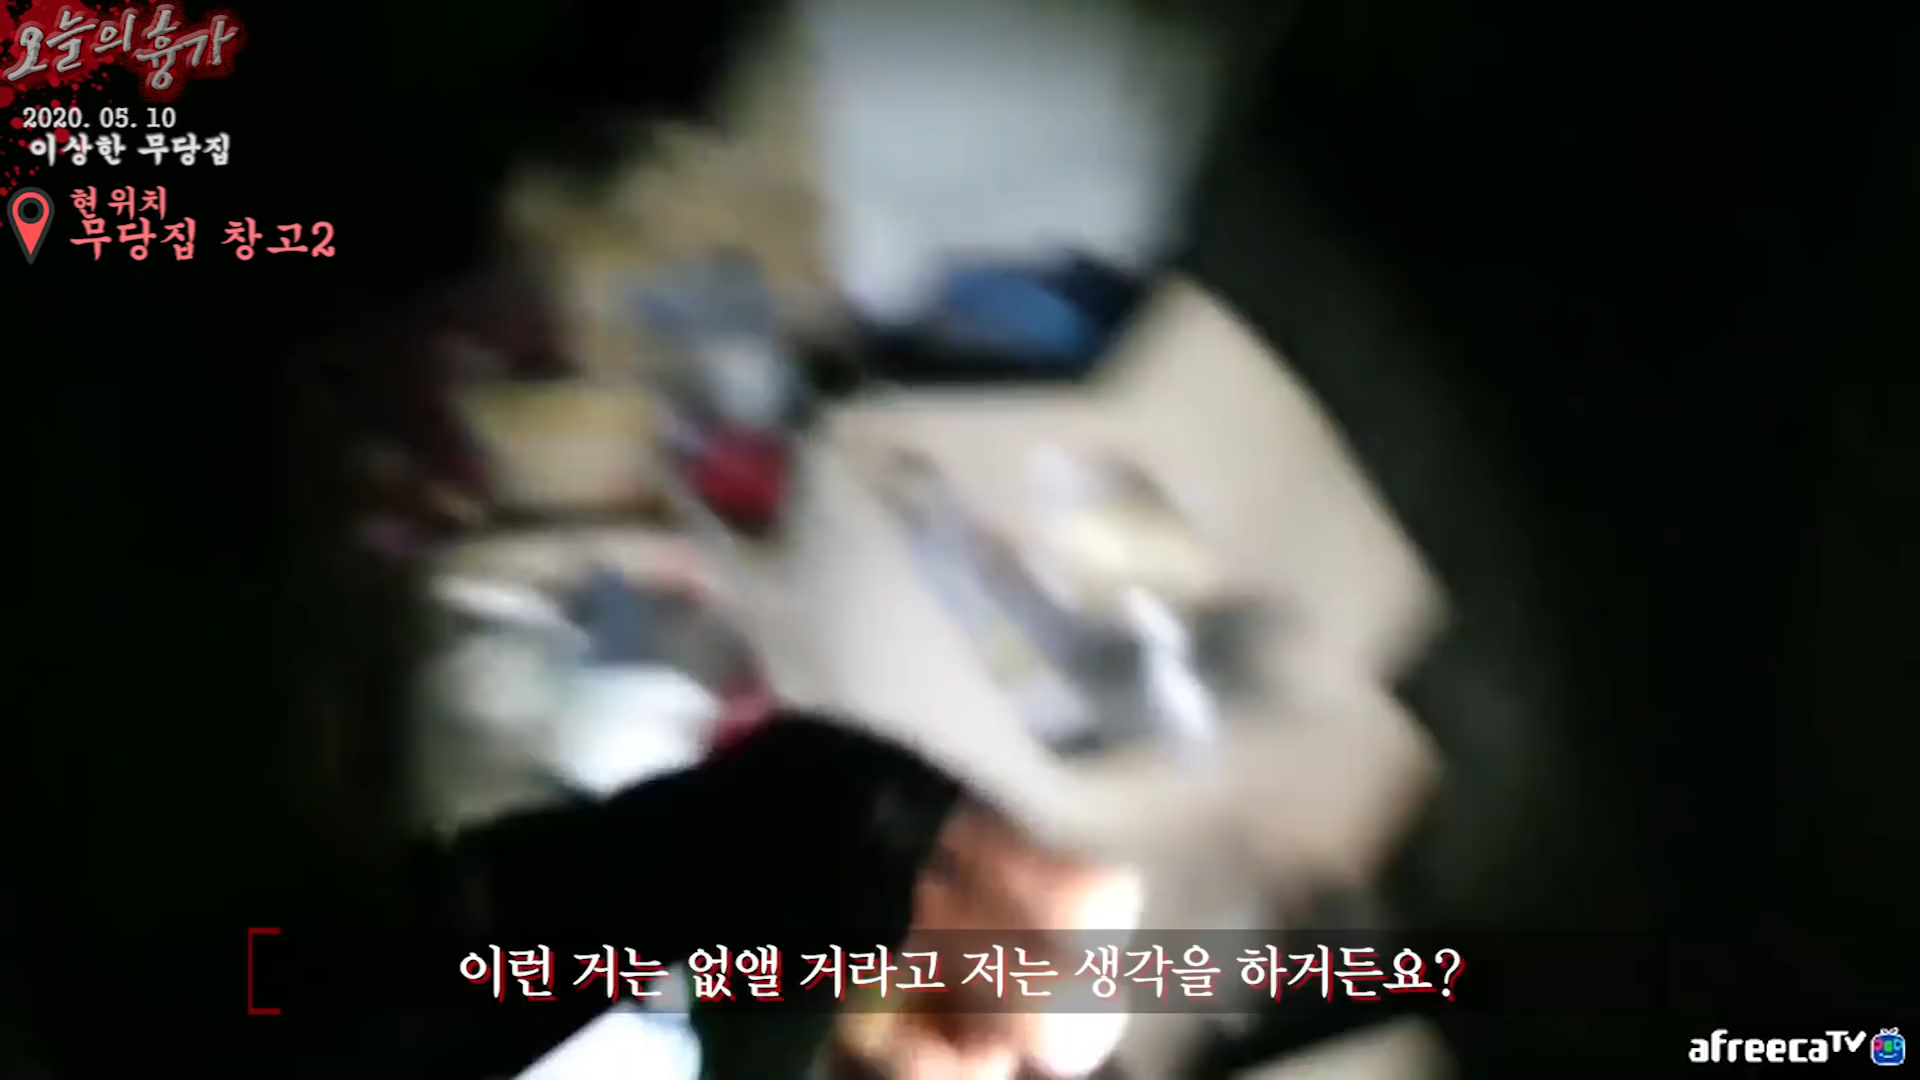 오늘의 흉가
2020. 05. 10
이상한 무당집
현 위치
무당집 창고2
이런 거는 없앨 거라고 저는 생각을 하거든요?
afreecaTV